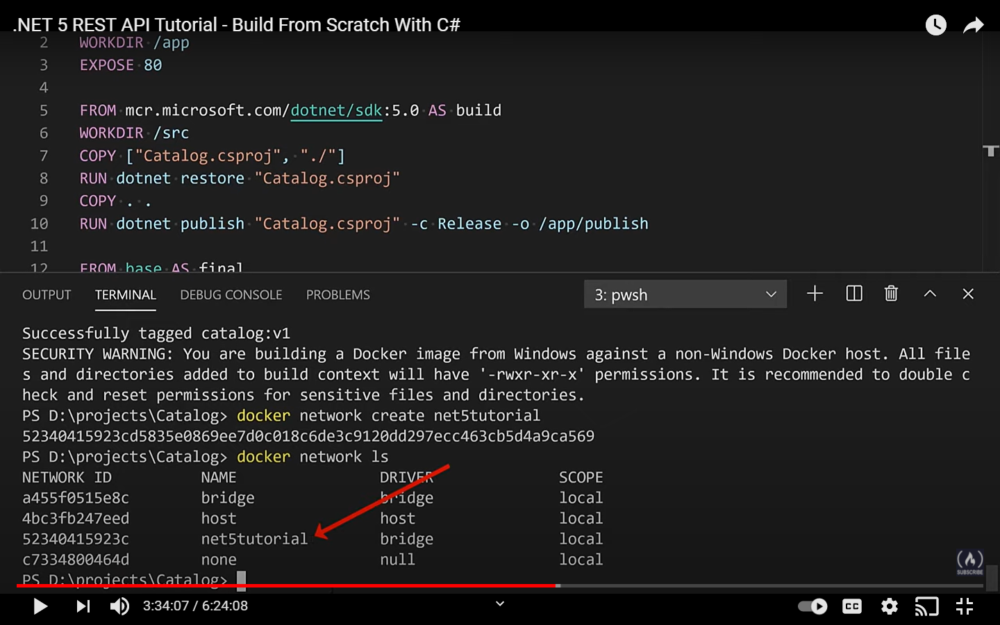 .NET 5 REST API Tutorial - Build From Scratch With C#
2 WORKDIR /app
3 EXPOSE 80
4
5 FROM mcr.microsoft.com/dotnet/sdk:5.0 AS build
6 WORKDIR /src
7 COPY ["Catalog.csproj", "./"]
8 RUN dotnet restore "Catalog.csproj"
9 COPY . .
10 RUN dotnet publish "Catalog.csproj" -c Release -o /app/publish
11
12 FROM base AS final
OUTPUT TERMINAL DEBUG CONSOLE PROBLEMS 3: pwsh
Successfully tagged catalog:v1
SECURITY WARNING: You are building a Docker image from Windows against a non-Windows Docker host. All file
s and directories added to build context will have '-rwxr-xr-x' permissions. It is recommended to double c
heck and reset permissions for sensitive files and directories.
PS D:\projects\Catalog> docker network create net5tutorial
52340415923cd5835e0869ee7d0c018c6de3c9120dd297ecc463cb5d4a9ca569
PS D:\projects\Catalog> docker network ls
NETWORK ID NAME DRIVER SCOPE
a455f0515e8c bridge bridge local
4bc3fb247eed host host local
52340415923c net5tutorial bridge local
c7334800464d none null local
PS D:\projects\Catalog>
SUBSCRIBE
3:34:07 / 6:24:08 CC